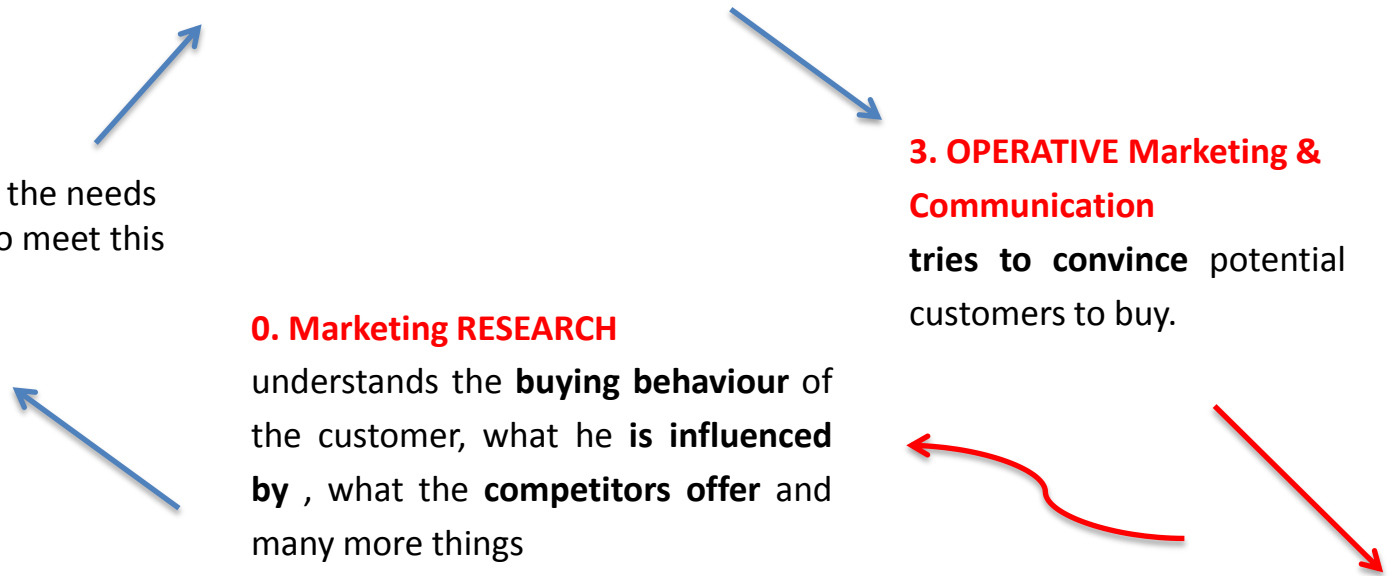 the needs
o meet this
3. OPERATIVE Marketing &
Communication
tries to convince potential
customers to buy.
0. Marketing RESEARCH
understands the buying behaviour of
the customer, what he is influenced
by , what the competitors offer and
many more things